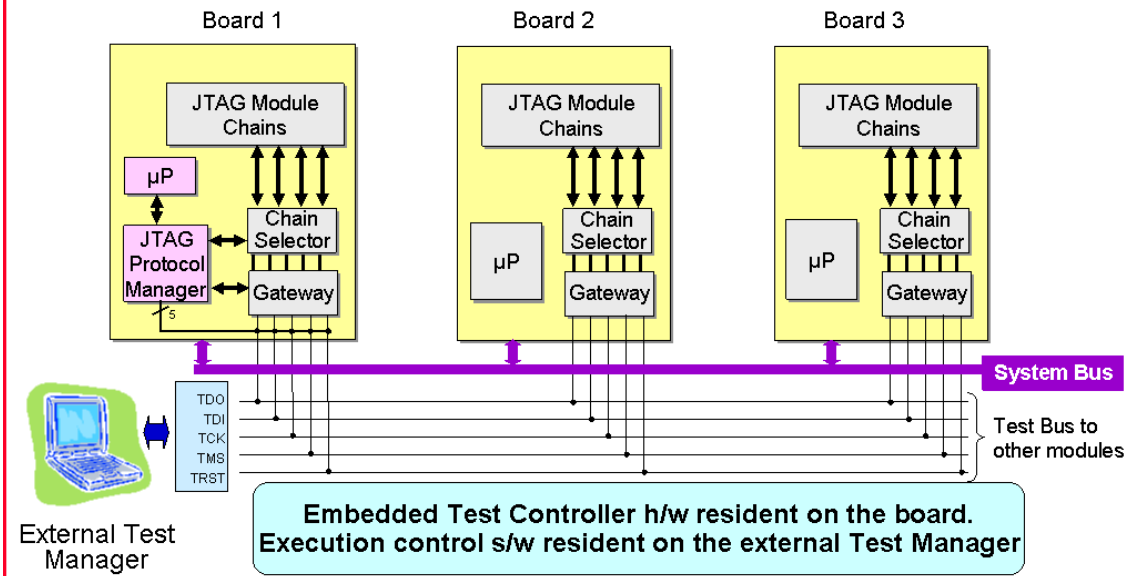 Board 1
Board 2
Board 3
JTAG Module
Chains
JTAG Module
Chains
JTAG Module
Chains
µP
Chain
Selector
JTAG
Protocol
Manager
Gateway
5
µP
Chain
Selector
Gateway
µP
Chain
Selector
Gateway
System Bus
TDO
TDI
TCK
TMS
TRST
Test Bus to
other modules
External Test
Manager
Embedded Test Controller h/w resident on the board.
Execution control s/w resident on the external Test Manager